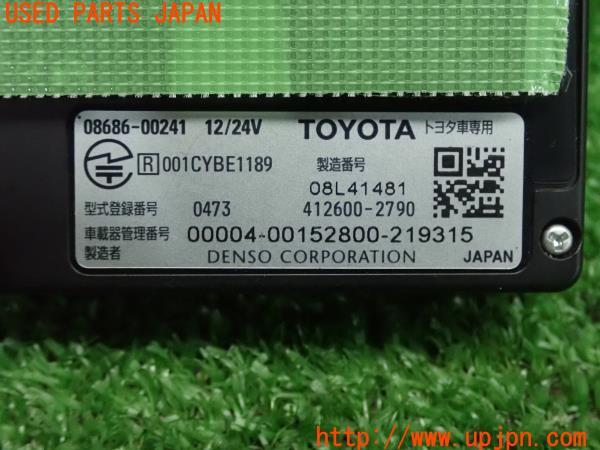 USED PARTS JAPAN
08686-00241 12/24V TOYOTA トヨタ車専用
R 001CYBE1189 製造番号
08L41481
型式登録番号 0473 412600-2790
車載器管理番号 00004-00152800-219315
製造者 DENSO CORPORATION JAPAN
http://www.upjpn.com